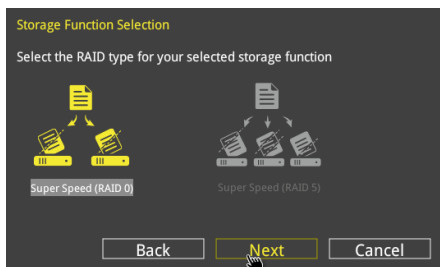 Storage Function Selection
Select the RAID type for your selected storage function
Super Speed (RAID 0)
Super Speed (RAID 5)
Back
Next
Cancel